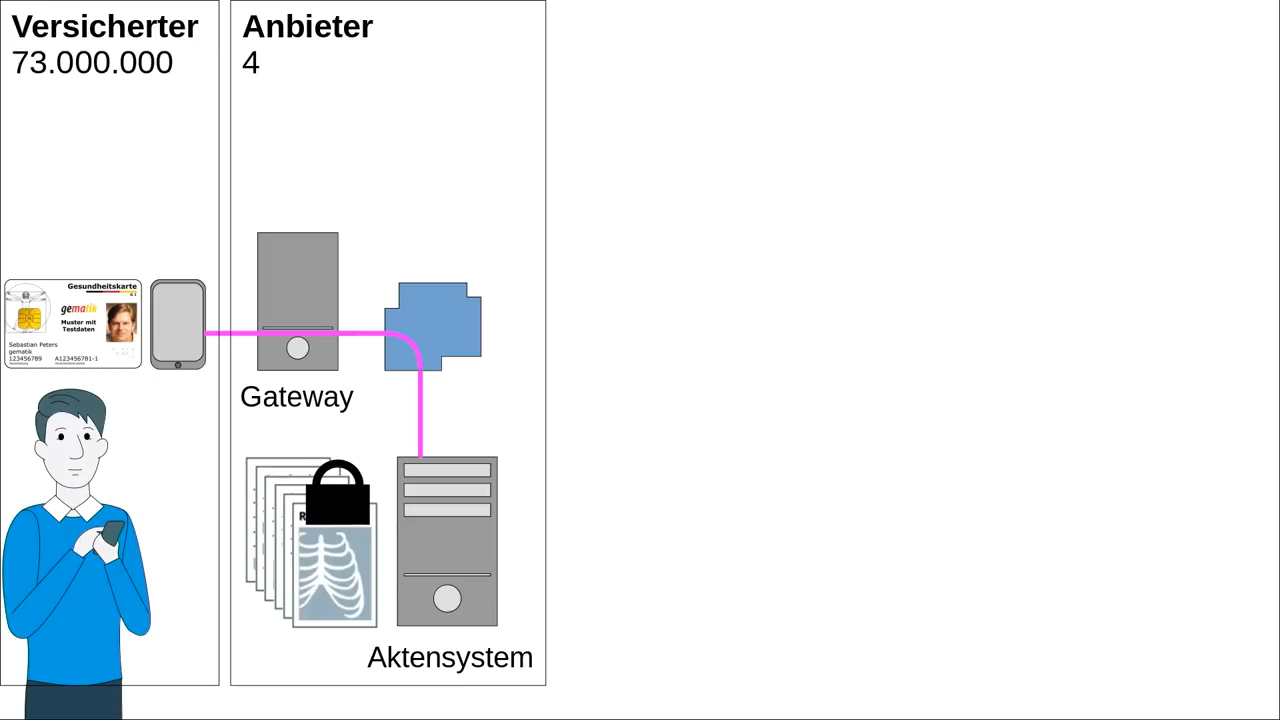 Versicherter
73.000.000
Anbieter
4
Gesundheitskarte
G 1
gematik
Muster mit
Testdaten
Sebastian Peters
gematik
123456789 A123456781-1
Gateway
R
Aktensystem